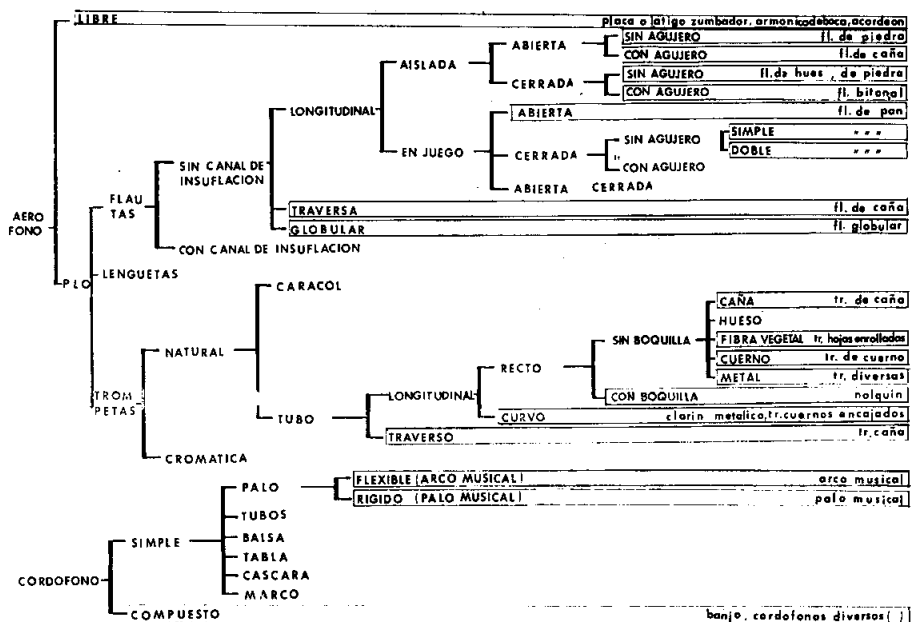 LIBRE placa o latigo zumbador, armonicadeboca, acordeon
SIN AGUJERO fl. de piedra
ABIERTA
CON AGUJERO fl. de caña
AISLADA
SIN AGUJERO fl. de hues , de piedra
CERRADA
CON AGUJERO fl. bitonal
LONGITUDINAL
ABIERTA fl. de pan
SIMPLE " " "
SIN AGUJERO
EN JUEGO CERRADA
DOBLE " " "
CON AGUJERO
SIN CANAL DE
INSUFLACION
ABIERTA CERRADA
FLAU
TAS
TRAVERSA fl. de caña
AERO
FONO
GLOBULAR fl. globular
CON CANAL DE INSUFLACION
LENGUETAS
PLO
CARACOL
CAÑA tr. de caña
HUESO
SIN BOQUILLA FIBRA VEGETAL tr. hojas enrolladas
NATURAL
CUERNO tr. de cuerno
RECTO
METAL tr. diversas
TROM
PETAS
LONGITUDINAL CON BOQUILLA nolquin
TUBO CURVO clarin metalico, tr. cuernos encajados
TRAVERSO tr. caña
CROMATICA
FLEXIBLE (ARCO MUSICAL) arco musical
PALO
RIGIDO (PALO MUSICAL) palo musical
TUBOS
SIMPLE BALSA
TABLA
CORDOFONO CASCARA
MARCO
COMPUESTO banjo, cordofonos diversos ( )